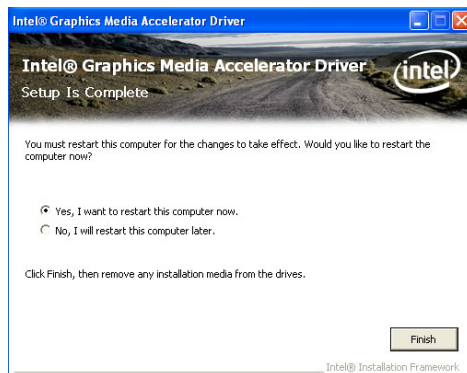 Intel® Graphics Media Accelerator Driver
Intel® Graphics Media Accelerator Driver
Setup Is Complete
intel
You must restart this computer for the changes to take effect. Would you like to restart the
computer now?
Yes, I want to restart this computer now.
No, I will restart this computer later.
Click Finish, then remove any installation media from the drives.
Finish
Intel® Installation Framework